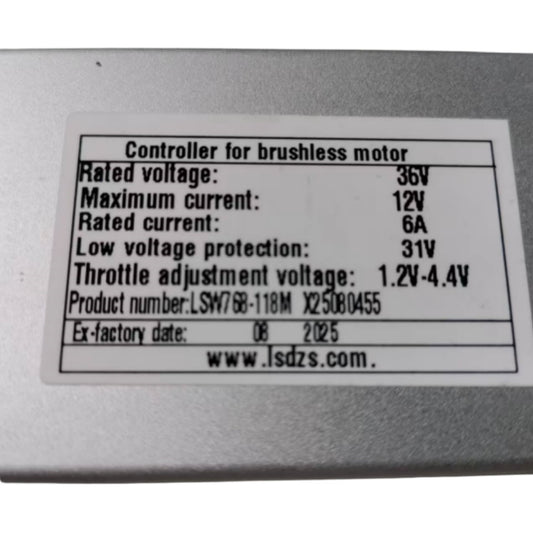 Controller for brushless motor
Rated voltage: 36V
Maximum current: 12V
Rated current: 6A
Low voltage protection: 31V
Throttle adjustment voltage: 1.2V-4.4V
Product number:LSW768-118M X25080455
Ex-factory date: 08 2025
www.lsdzs.com.